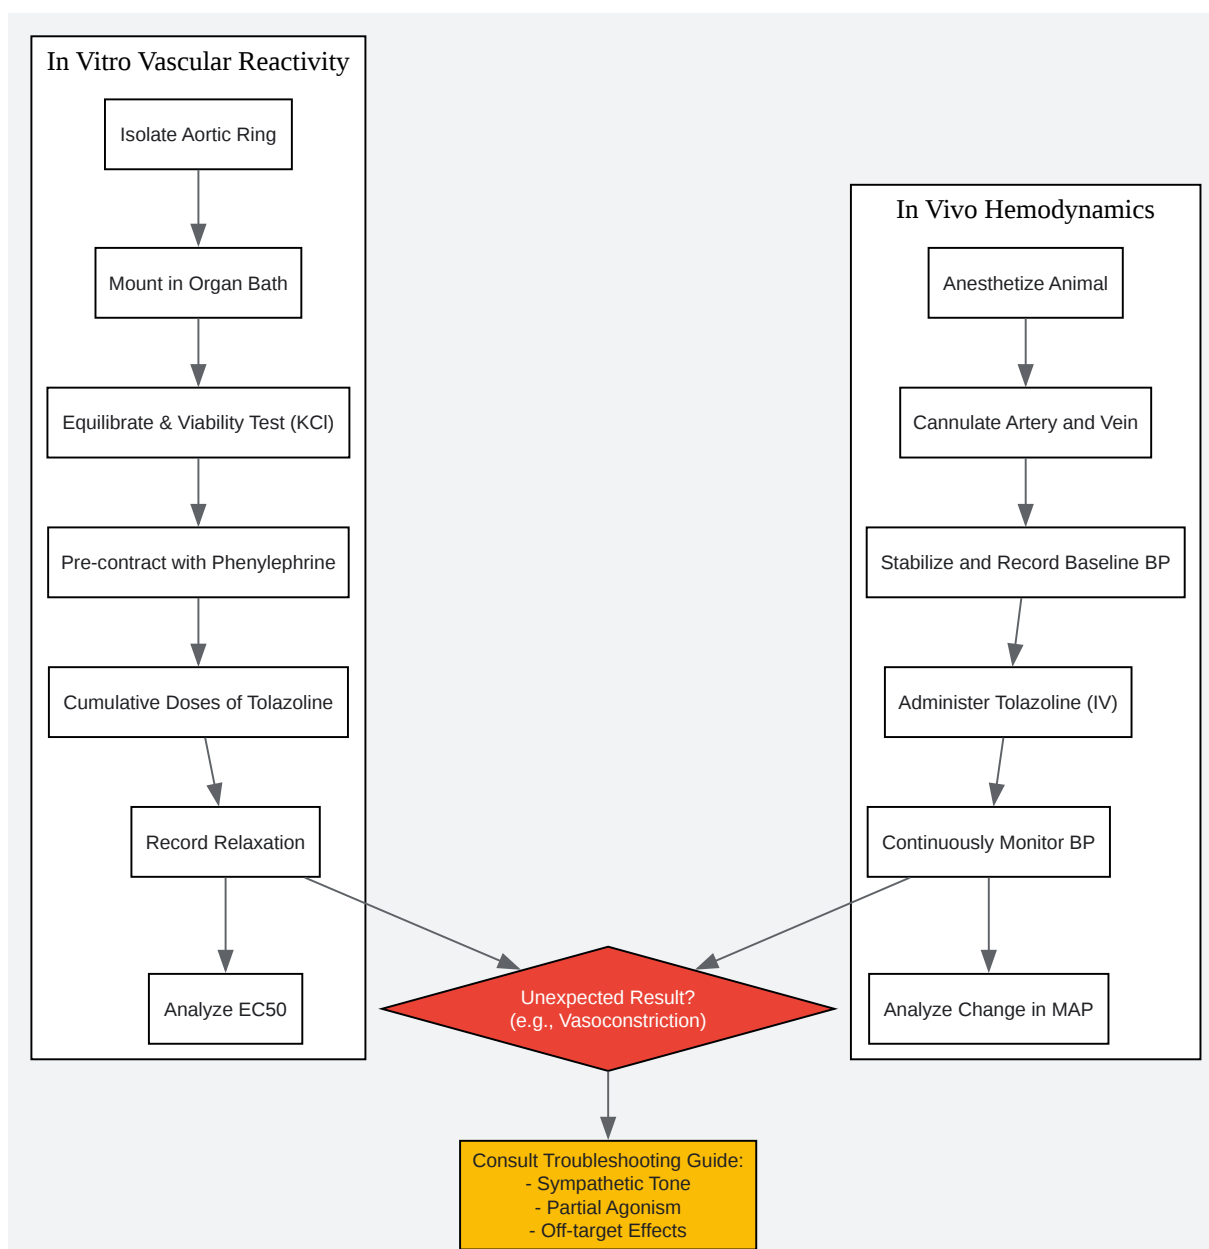 In Vitro Vascular Reactivity
Isolate Aortic Ring
Mount in Organ Bath
Equilibrate & Viability Test (KCl)
Pre-contract with Phenylephrine
Cumulative Doses of Tolazoline
Record Relaxation
Analyze EC50
In Vivo Hemodynamics
Anesthetize Animal
Cannulate Artery and Vein
Stabilize and Record Baseline BP
Administer Tolazoline (IV)
Continuously Monitor BP
Analyze Change in MAP
Unexpected Result?
(e.g., Vasoconstriction)
Consult Troubleshooting Guide:
- Sympathetic Tone
- Partial Agonism
- Off-target Effects